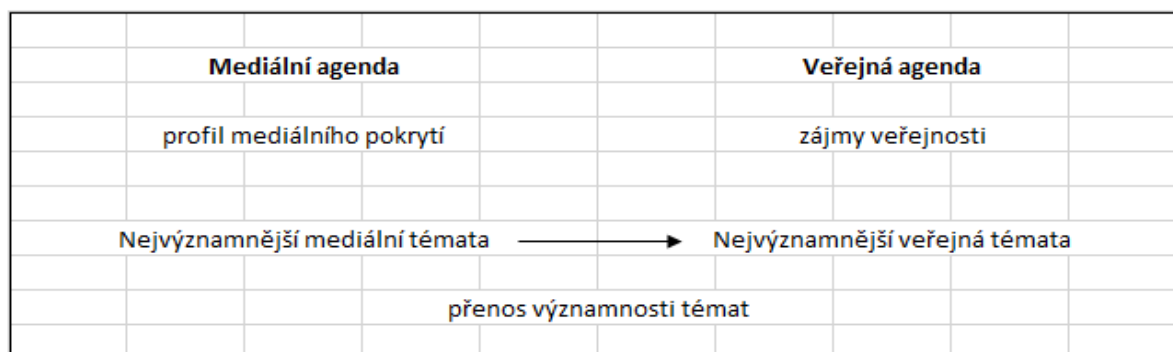 Mediální agenda Veřejná agenda
profil mediálního pokrytí zájmy veřejnosti
Nejvýznamnější mediální témata Nejvýznamnější veřejná témata
přenos významnosti témat